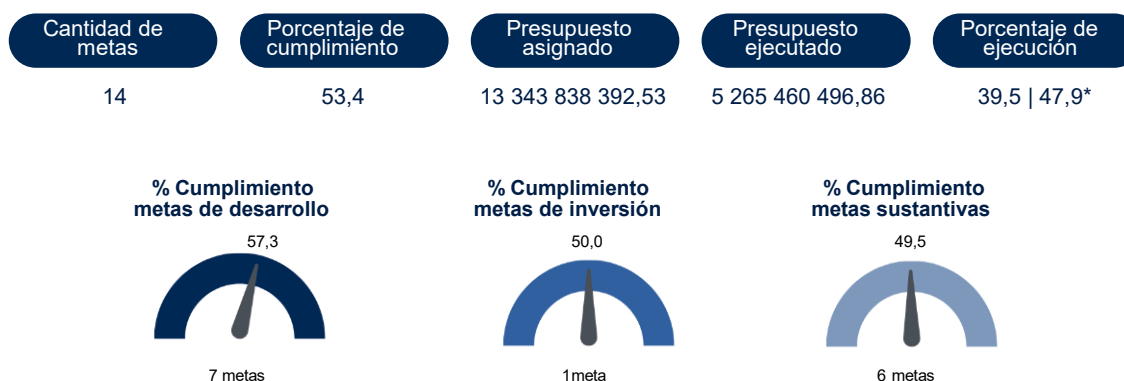 Cantidad de
metas
Porcentaje de
cumplimiento
Presupuesto
asignado
Presupuesto
ejecutado
Porcentaje de
ejecución
14
53,4
13 343 838 392,53
5 265 460 496,86
39,5 | 47,9*
% Cumplimiento
metas de desarrollo
57,3
7 metas
% Cumplimiento
metas de inversión
50,0
1meta
% Cumplimiento
metas sustantivas
49,5
6 metas